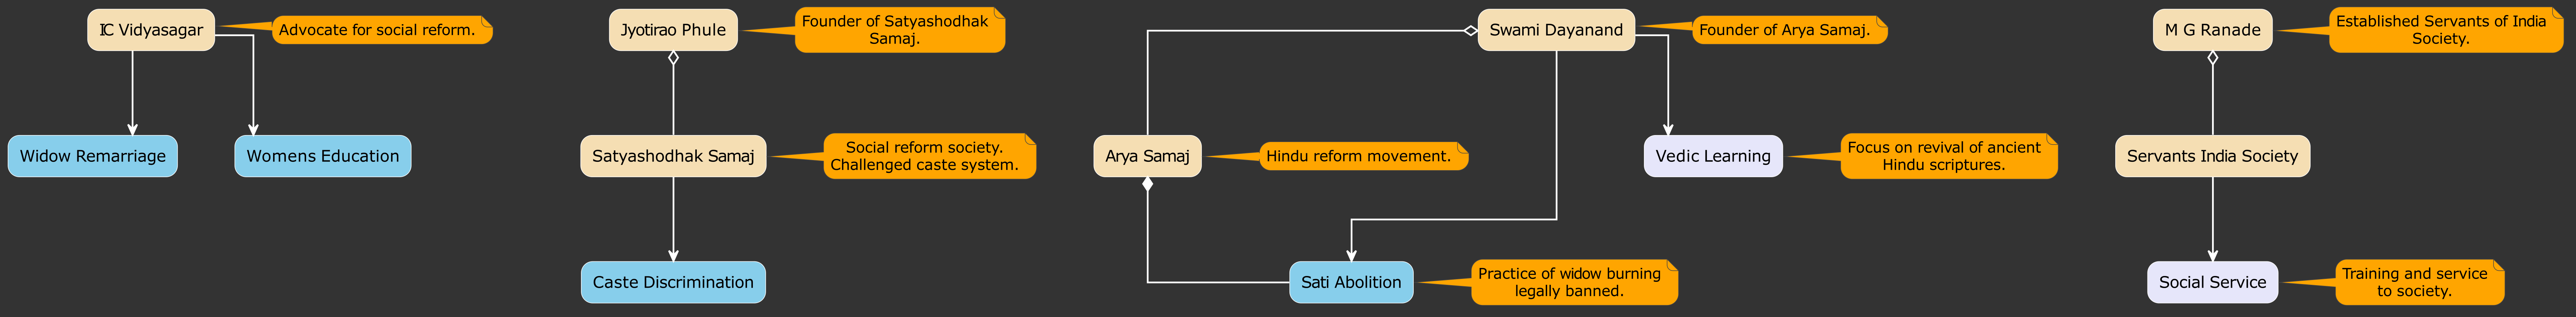 IC Vidyasagar
Advocate for social reform.
Jyotirao Phule
Founder of Satyashodhak
Samaj.
Swami Dayanand
Founder of Arya Samaj.
M G Ranade
Established Servants of India
Society.
Widow Remarriage
Womens Education
Satyashodhak Samaj
Social reform society.
Challenged caste system.
Arya Samaj
Hindu reform movement.
Vedic Learning
Focus on revival of ancient
Hindu scriptures.
Servants India Society
Caste Discrimination
Sati Abolition
Practice of widow burning
legally banned.
Social Service
Training and service
to society.